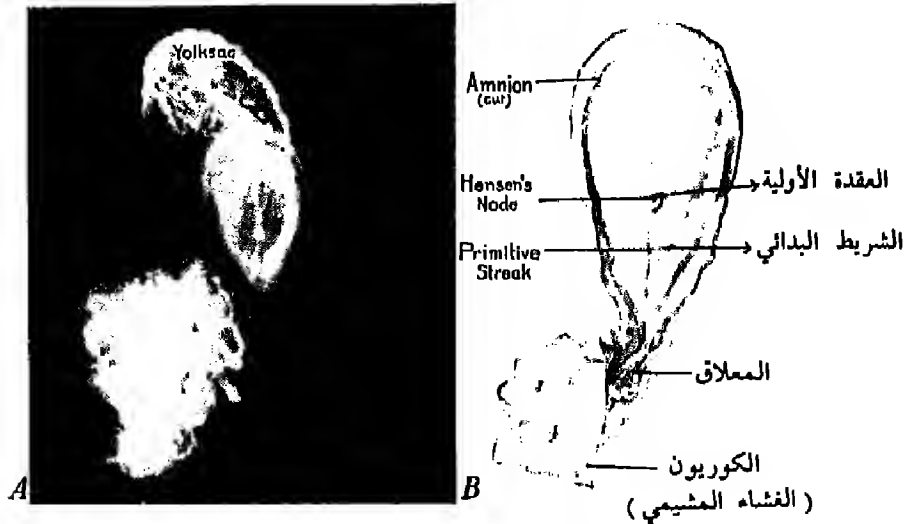 Yolksac
Amnion
(cut)
Hensen's
Node
العقدة الأولية
Primitive
Streak
الشريط البدائي
المعلاق
الكوريون
(الغشاء المشيمي)
A
B